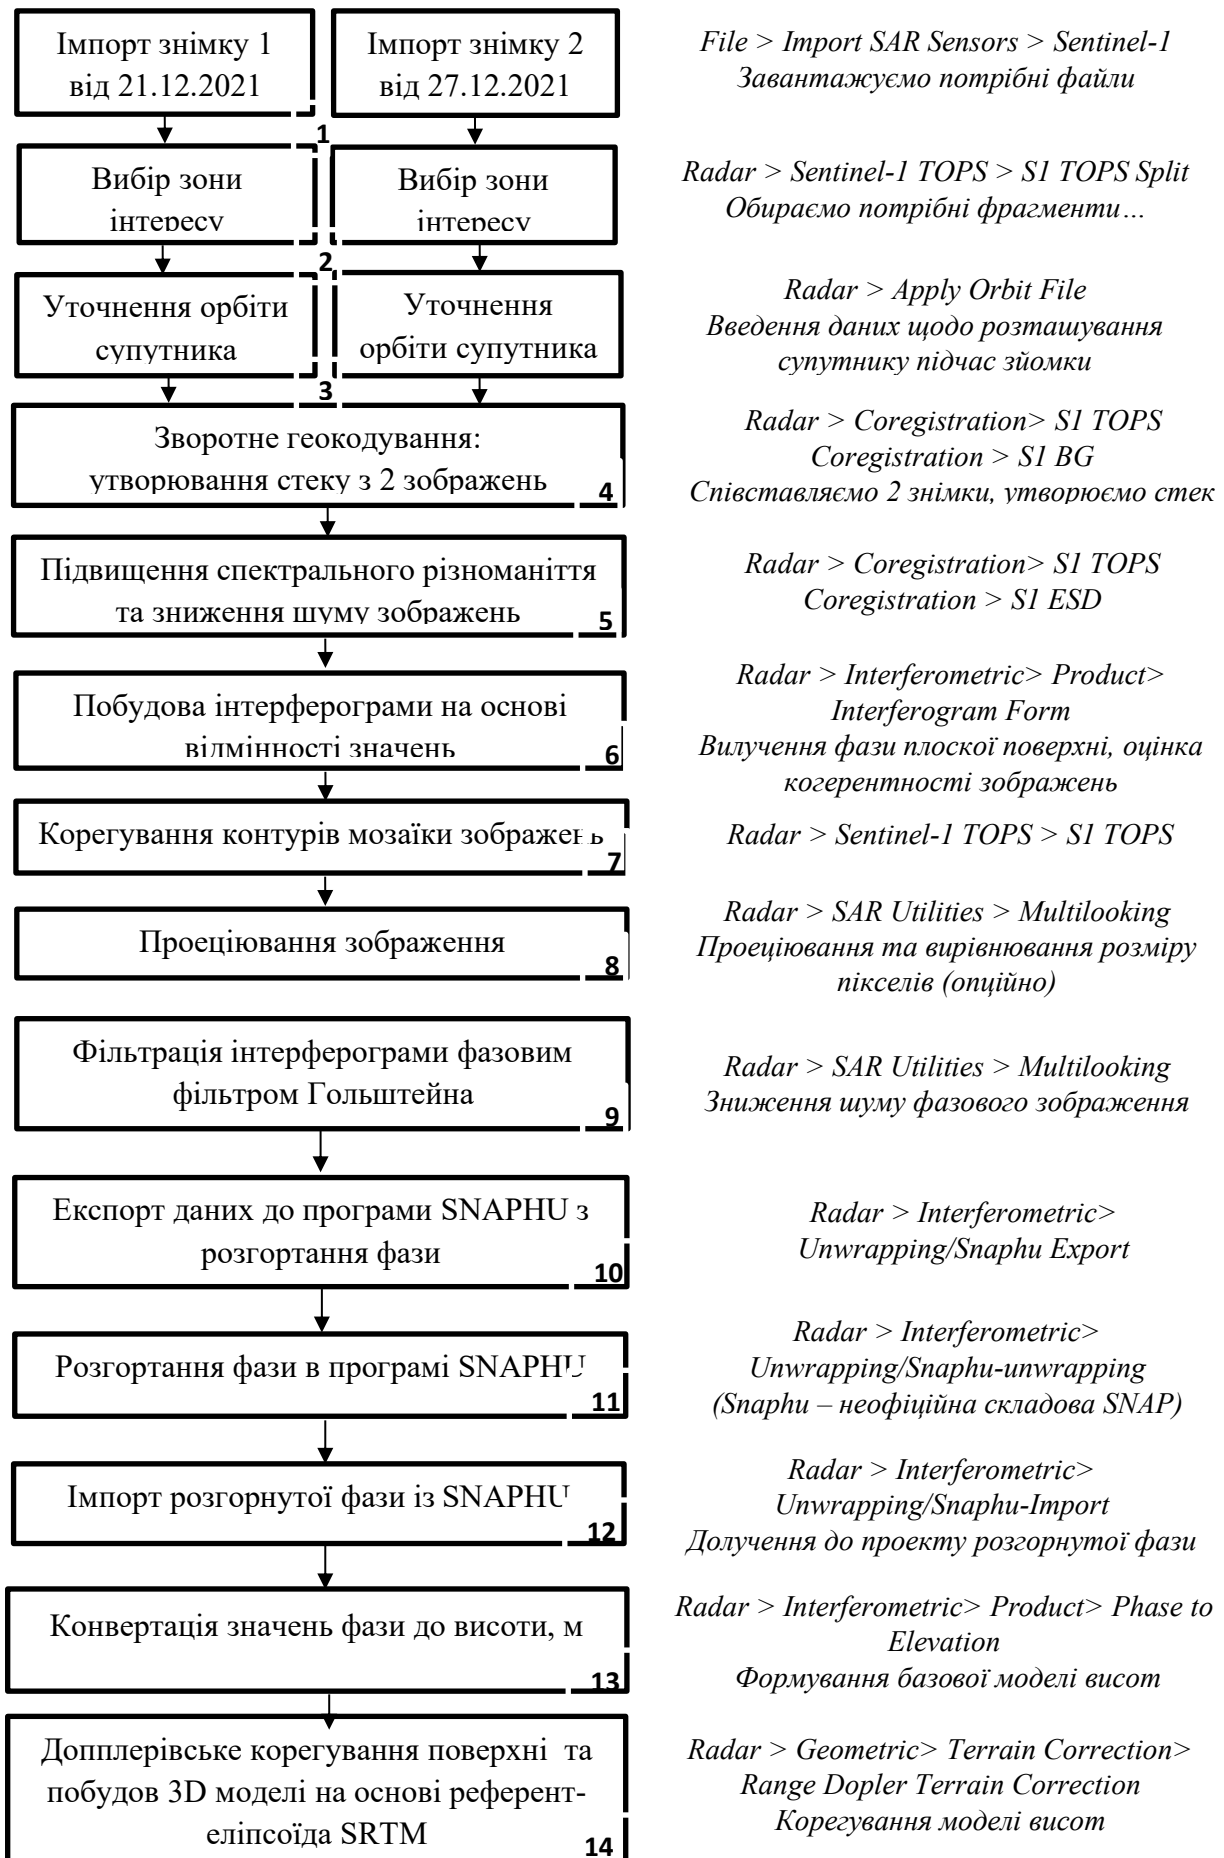 Імпорт знімку 1
від 21.12.2021
Імпорт знімку 2
від 27.12.2021
File > Import SAR Sensors > Sentinel-1
Завантажуємо потрібні файли
1
Вибір зони
інтересу
Вибір зони
інтересу
Radar > Sentinel-1 TOPS > S1 TOPS Split
Обираємо потрібні фрагменти…
2
Уточнення орбіти
супутника
Уточнення
орбіти супутника
Radar > Apply Orbit File
Введення даних щодо розташування
супутнику підчас зйомки
3
Зворотне геокодування:
утворювання стеку з 2 зображень
4
Radar > Coregistration> S1 TOPS
Coregistration > S1 BG
Співставляємо 2 знімки, утворюємо стек
Підвищення спектрального різноманіття
та зниження шуму зображень
5
Radar > Coregistration> S1 TOPS
Coregistration > S1 ESD
Побудова інтерферограми на основі
відмінності значень
6
Radar > Interferometric> Product>
Interferogram Form
Вилучення фази плоскої поверхні, оцінка
когерентності зображень
Корегування контурів мозаїки зображень
7
Radar > Sentinel-1 TOPS > S1 TOPS
Проеціювання зображення
8
Radar > SAR Utilities > Multilooking
Проеціювання та вирівнювання розміру
пікселів (опційно)
Фільтрація інтерферограми фазовим
фільтром Гольштейна
9
Radar > SAR Utilities > Multilooking
Зниження шуму фазового зображення
Експорт даних до програми SNAPHU з
розгортання фази
10
Radar > Interferometric>
Unwrapping/Snaphu Export
Розгортання фази в програмі SNAPHU
11
Radar > Interferometric>
Unwrapping/Snaphu-unwrapping
(Snaphu – неофіційна складова SNAP)
Імпорт розгорнутої фази із SNAPHU
12
Radar > Interferometric>
Unwrapping/Snaphu-Import
Долучення до проекту розгорнутої фази
Конвертація значень фази до висоти, м
13
Radar > Interferometric> Product> Phase to
Elevation
Формування базової моделі висот
Допплерівське корегування поверхні та
побудов 3D моделі на основі референт-
еліпсоїда SRTM
14
Radar > Geometric> Terrain Correction>
Range Dopler Terrain Correction
Корегування моделі висот